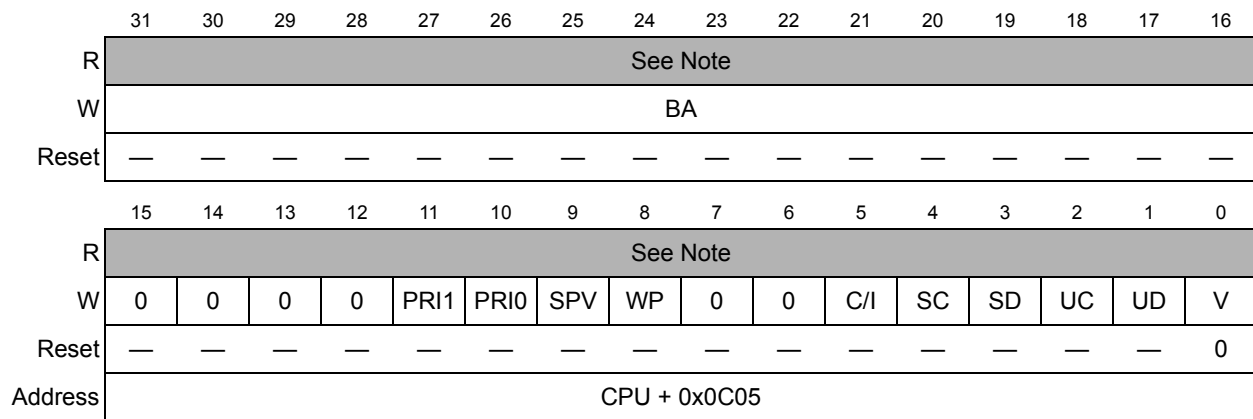 31 30 29 28 27 26 25 24 23 22 21 20 19 18 17 16
R See Note
W BA
Reset — — — — — — — — — — — — — — — —
15 14 13 12 11 10 9 8 7 6 5 4 3 2 1 0
R See Note
W 0 0 0 0 PRI1 PRI0 SPV WP 0 0 C/I SC SD UC UD V
Reset — — — — — — — — — — — — — — — 0
Address CPU + 0x0C05